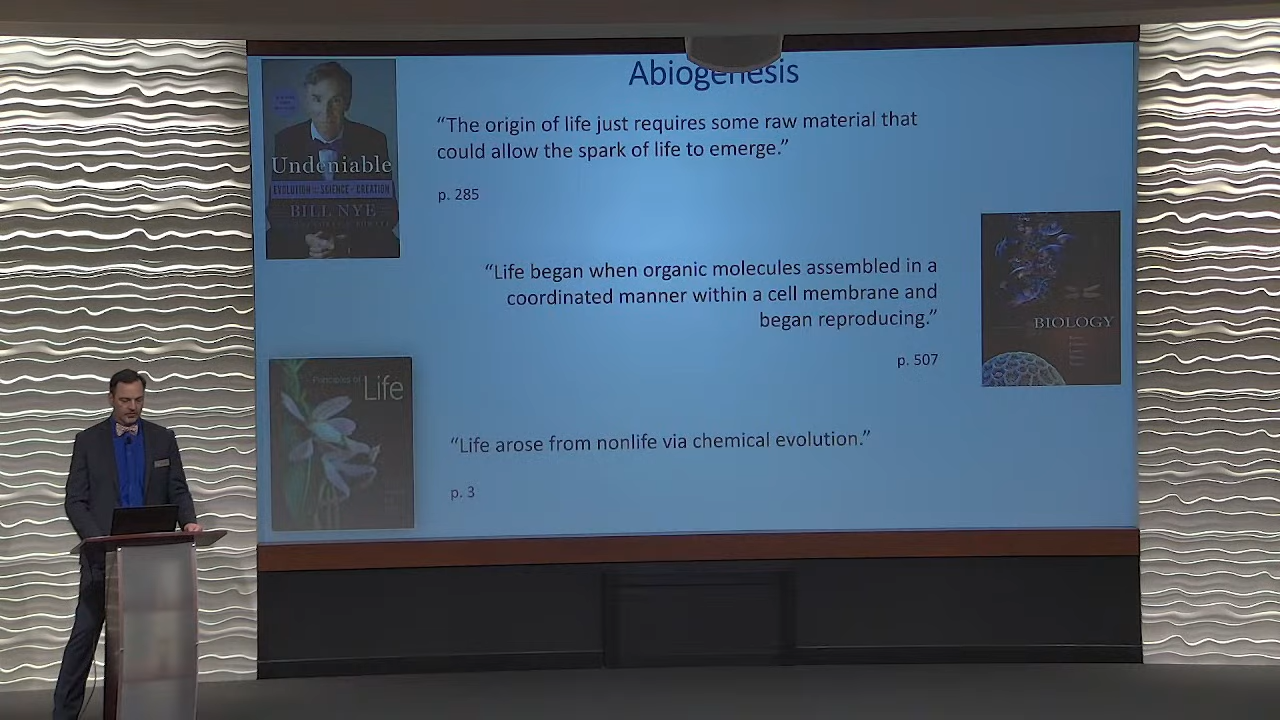 Abiogenesis
“The origin of life just requires some raw material that
could allow the spark of life to emerge.”
p. 285
Undeniable
EVOLUTION AND THE SCIENCE OF CREATION
BILL NYE
“Life began when organic molecules assembled in a
coordinated manner within a cell membrane and
began reproducing.”
p. 507
BIOLOGY
Principles of
Life
“Life arose from nonlife via chemical evolution.”
p. 3